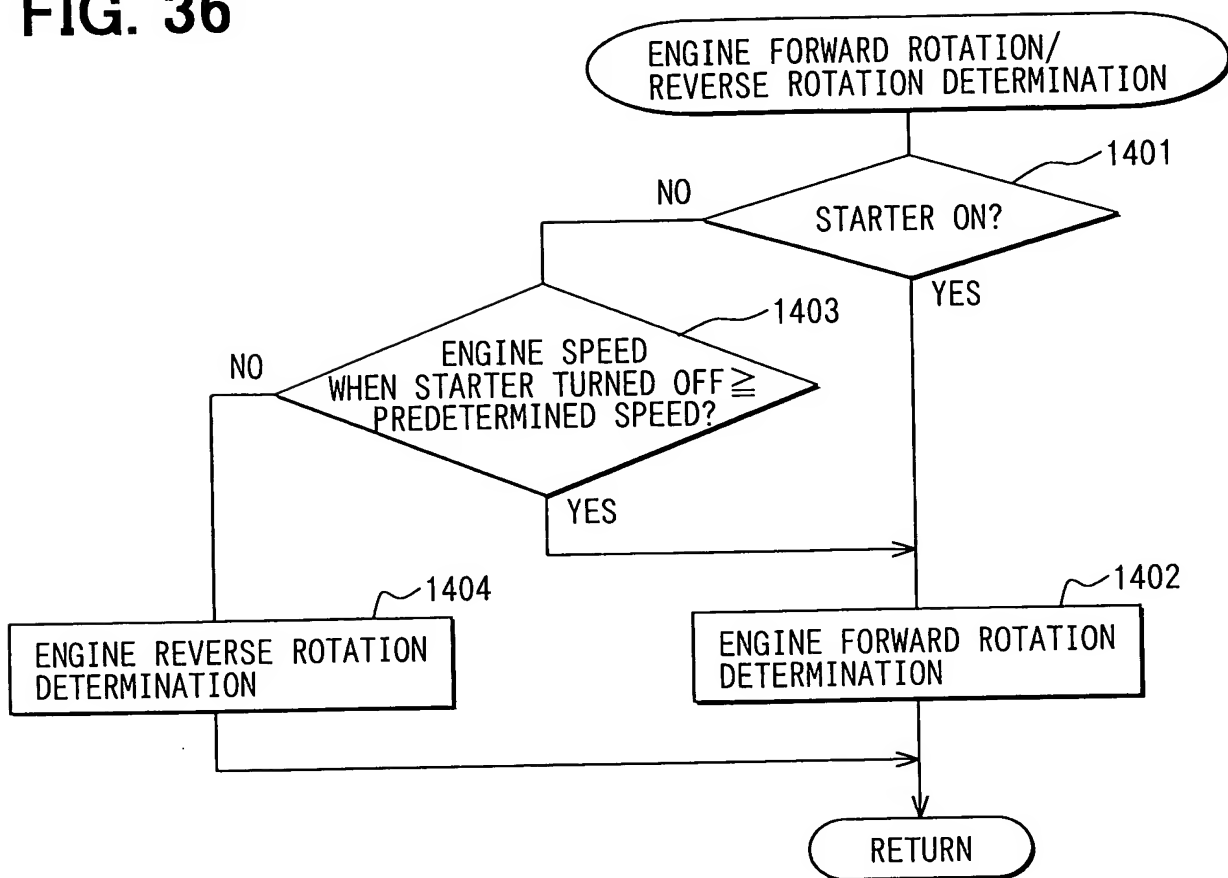 FIG. 36
ENGINE FORWARD ROTATION/
REVERSE ROTATION DETERMINATION
1401
NO
STARTER ON?
YES
1403
NO
ENGINE SPEED
WHEN STARTER TURNED OFF ≧
PREDETERMINED SPEED?
YES
1404
1402
ENGINE REVERSE ROTATION
DETERMINATION
ENGINE FORWARD ROTATION
DETERMINATION
RETURN